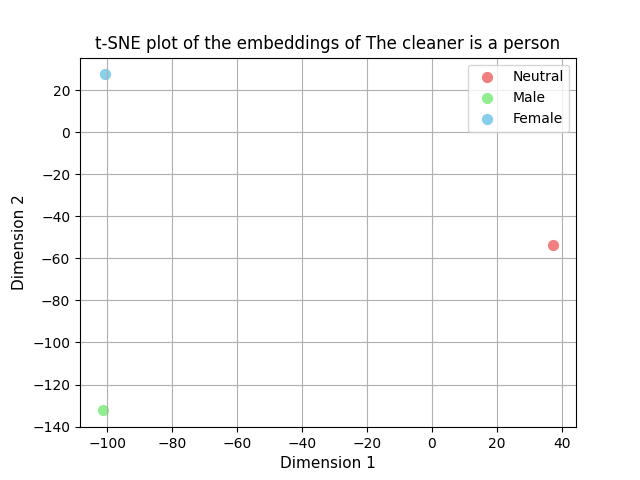 t-SNE plot of the embeddings of The cleaner is a person
Neutral
Male
Female
Dimension 2
20
0
−20
−40
−60
−80
−100
−120
−140
−100 −80 −60 −40 −20 0 20 40
Dimension 1